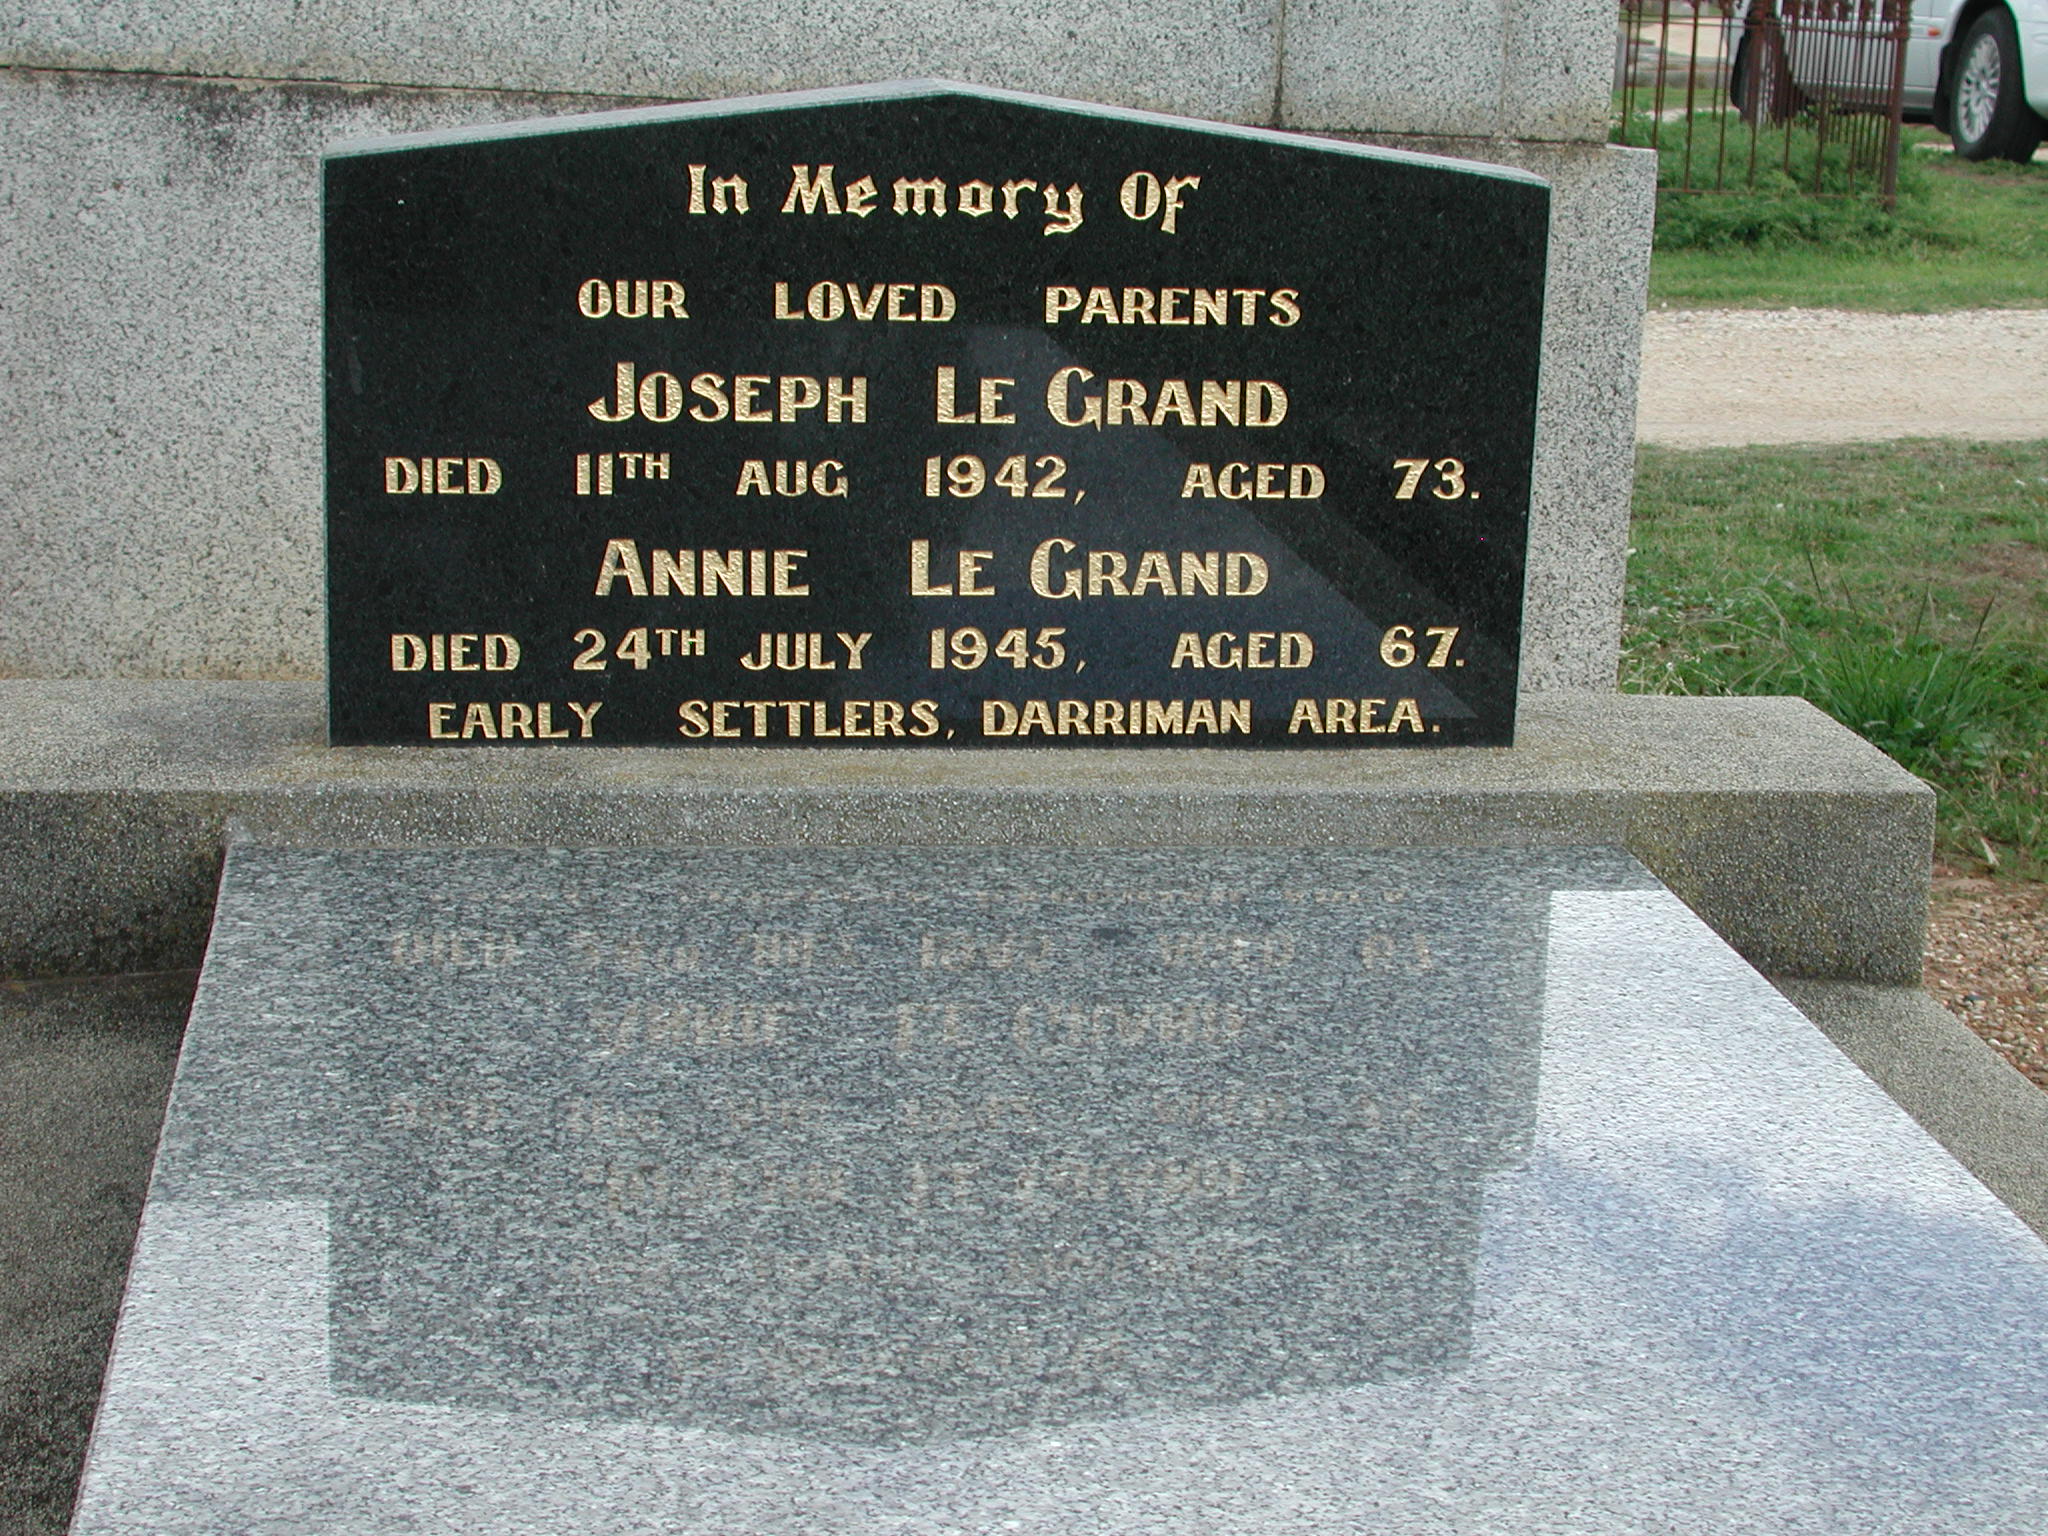 In Memory Of
OUR LOVED PARENTS
JOSEPH LE GRAND
DIED 11TH AUG 1942, AGED 73.
ANNIE LE GRAND
DIED 24TH JULY 1945, AGED 67.
EARLY SETTLERS, DARRIMAN AREA.